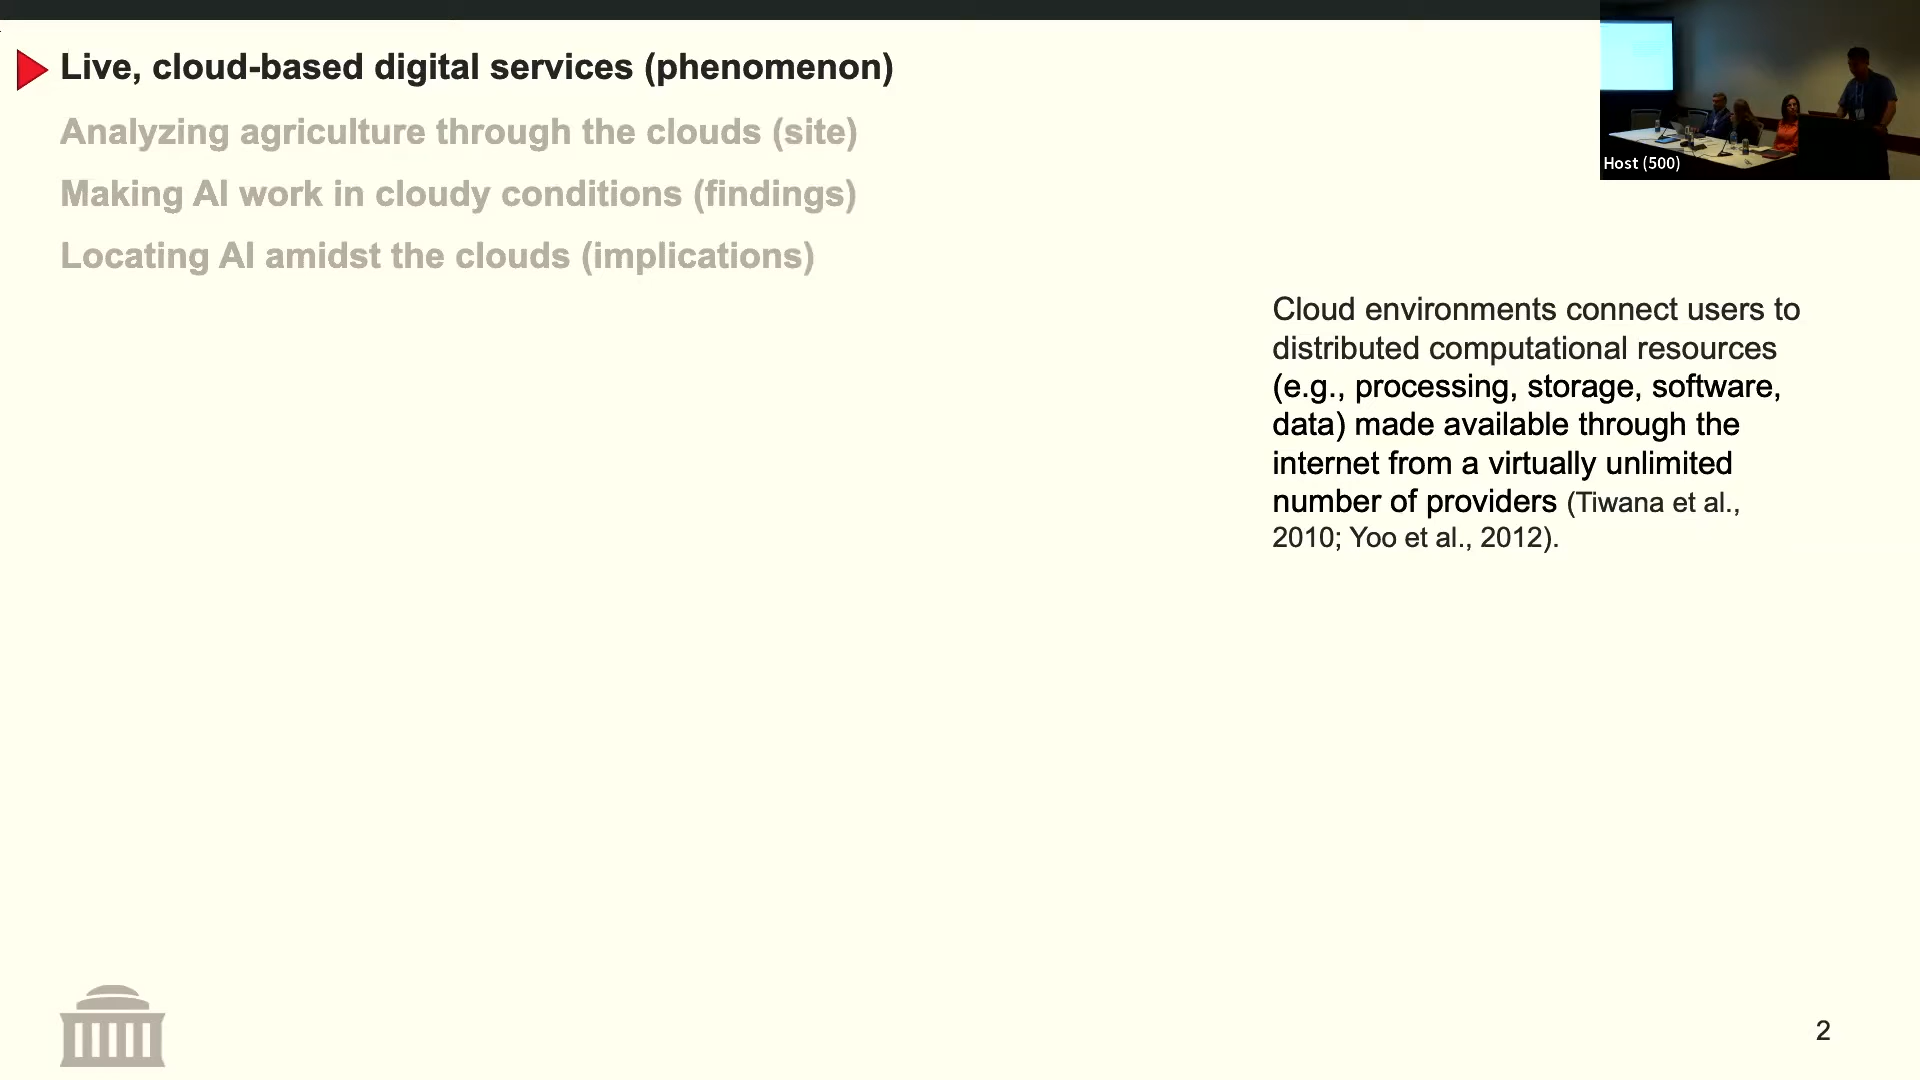 Live, cloud-based digital services (phenomenon)
Analyzing agriculture through the clouds (site)
Making AI work in cloudy conditions (findings)
Locating AI amidst the clouds (implications)
Host (500)
Cloud environments connect users to
distributed computational resources
(e.g., processing, storage, software,
data) made available through the
internet from a virtually unlimited
number of providers (Tiwana et al.,
2010; Yoo et al., 2012).
2